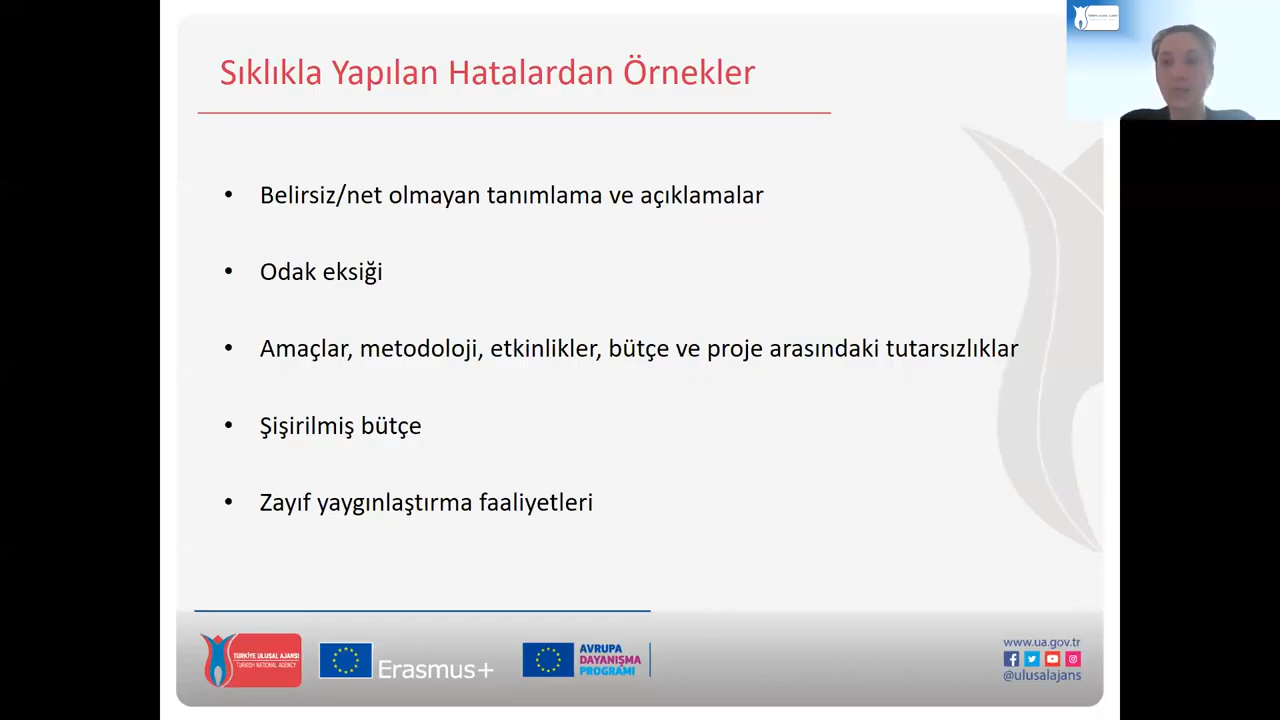 Sıklıkla Yapılan Hatalardan Örnekler
• Belirsiz/net olmayan tanımlama ve açıklamalar
• Odak eksiği
• Amaçlar, metodoloji, etkinlikler, bütçe ve proje arasındaki tutarsızlıklar
• Şişirilmiş bütçe
• Zayıf yaygınlaştırma faaliyetleri
TÜRKİYE ULUSAL AJANSI
TURKISH NATIONAL AGENCY
Erasmus+
AVRUPA
DAYANIŞMA
PROGRAMI
www.ua.gov.tr
@ulusalajans